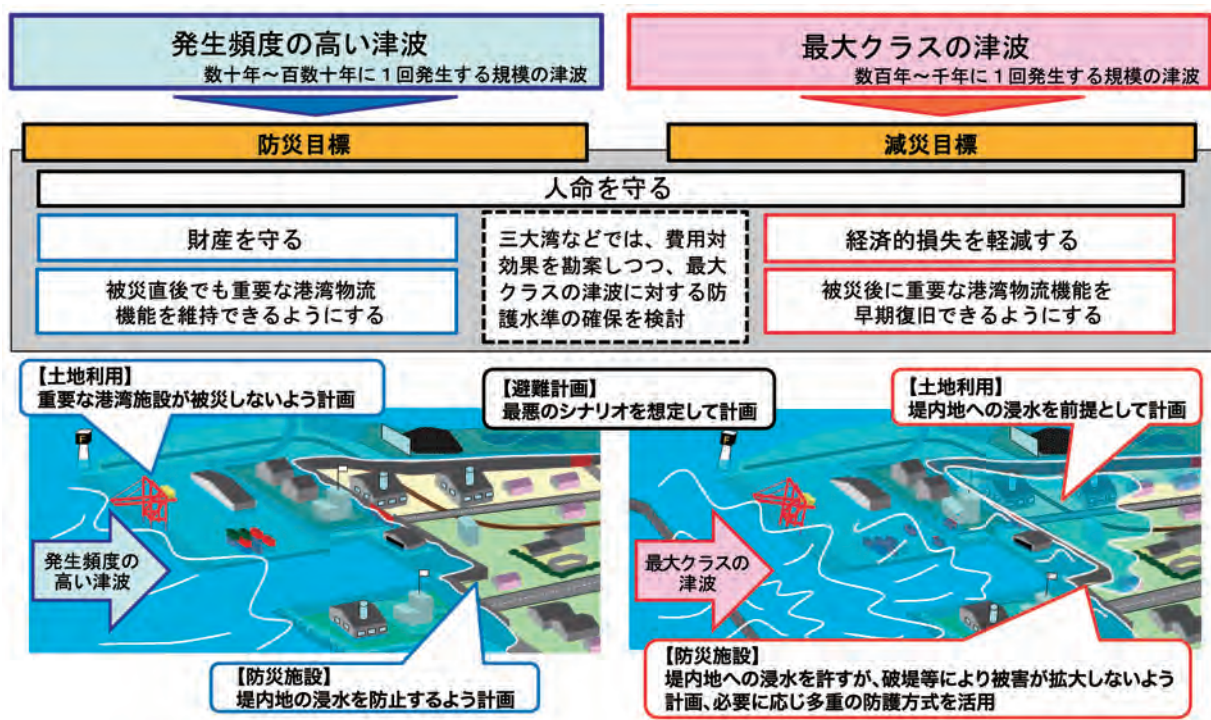 発生頻度の高い津波
数十年~百数十年に1回発生する規模の津波
最大クラスの津波
数百年~千年に1回発生する規模の津波
防災目標
減災目標
人命を守る
財産を守る
被災直後でも重要な港湾物流
機能を維持できるようにする
三大湾などでは、費用対
効果を勘案しつつ、最大
クラスの津波に対する防
護水準の確保を検討
経済的損失を軽減する
被災後に重要な港湾物流機能を
早期復旧できるようにする
【土地利用】
重要な港湾施設が被災しないよう計画
【避難計画】
最悪のシナリオを想定して計画
【土地利用】
堤内地への浸水を前提として計画
F
F
発生頻度の
高い津波
最大クラスの
津波
【防災施設】
堤内地の浸水を防止するよう計画
【防災施設】
堤内地への浸水を許すが、破堤等により被害が拡大しないよう
計画、必要に応じ多重の防護方式を活用